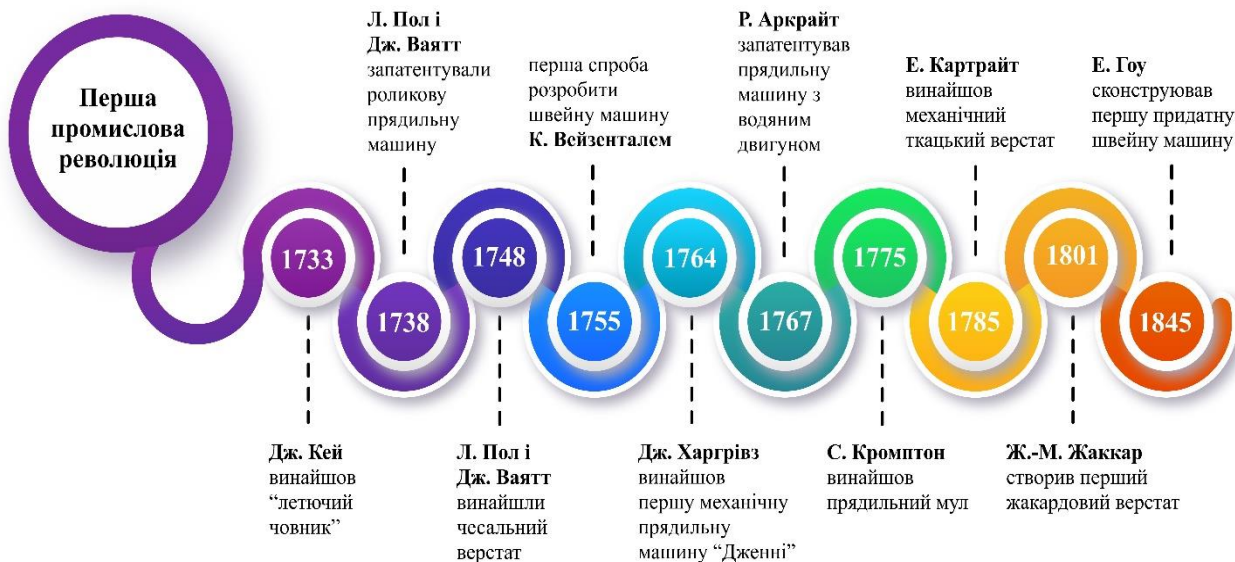 Перша
промислова
революція
1733
Дж. Кей
винайшов
“летючий
човник”
Л. Пол і
Дж. Ваятт
запатентували
роликову
прядильну
машину
1738
1748
Л. Пол і
Дж. Ваятт
винайшли
чесальний
верстат
перша спроба
розробити
швейну машину
К. Вейзенталем
1755
1764
Дж. Харгрівз
винайшов
першу механічну
прядильну
машину “Дженні”
Р. Аркрайт
запатентував
прядильну
машину з
водяним
двигуном
1767
1775
С. Кромптон
винайшов
прядильний мул
Е. Картрайт
винайшов
механічний
ткацький верстат
1785
1801
Ж.-М. Жаккар
створив перший
жакардовий верстат
Е. Гоу
сконструював
першу придатну
швейну машину
1845